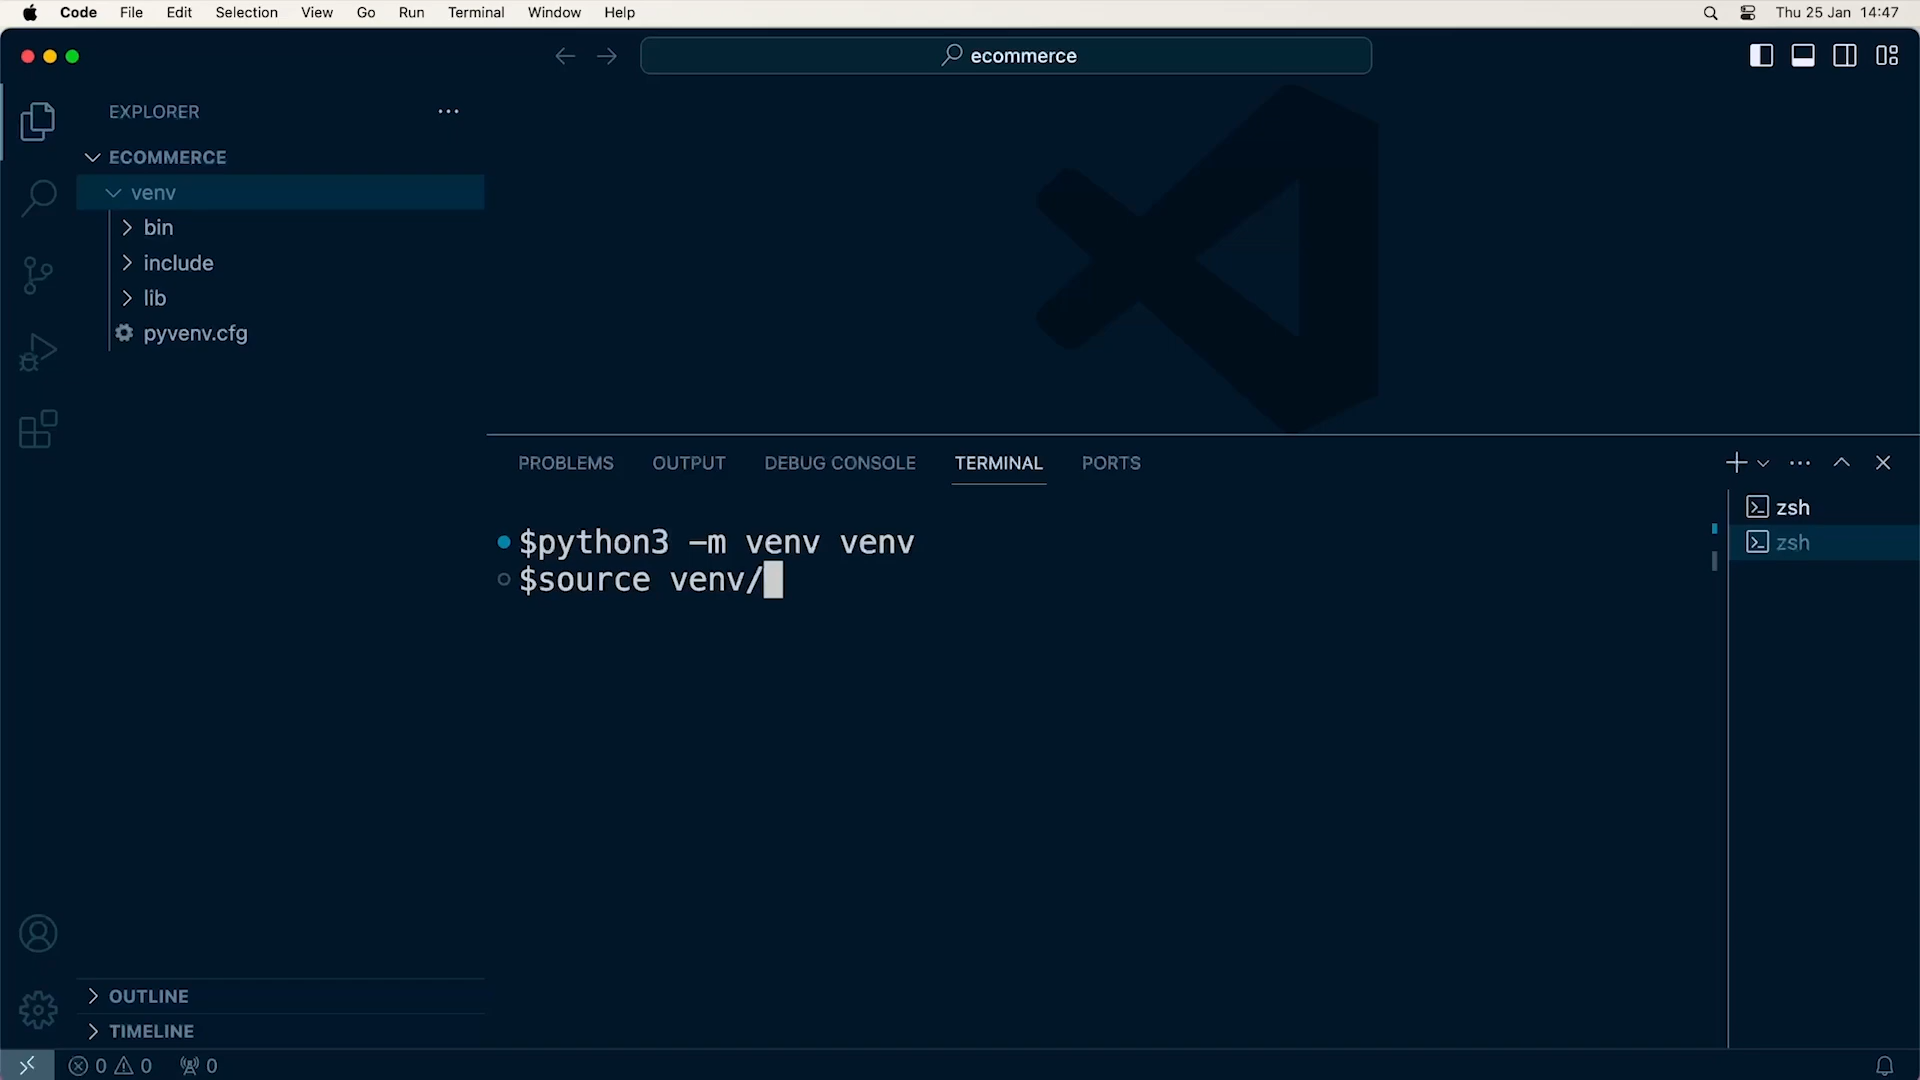 Code File Edit Selection View Go Run Terminal Window Help Thu 25 Jan 14:47
ecommerce
EXPLORER
ECOMMERCE
venv
bin
include
lib
pyvenv.cfg
PROBLEMS OUTPUT DEBUG CONSOLE TERMINAL PORTS
$python3 -m venv venv
$source venv/
zsh
zsh
OUTLINE
TIMELINE
0 0 0